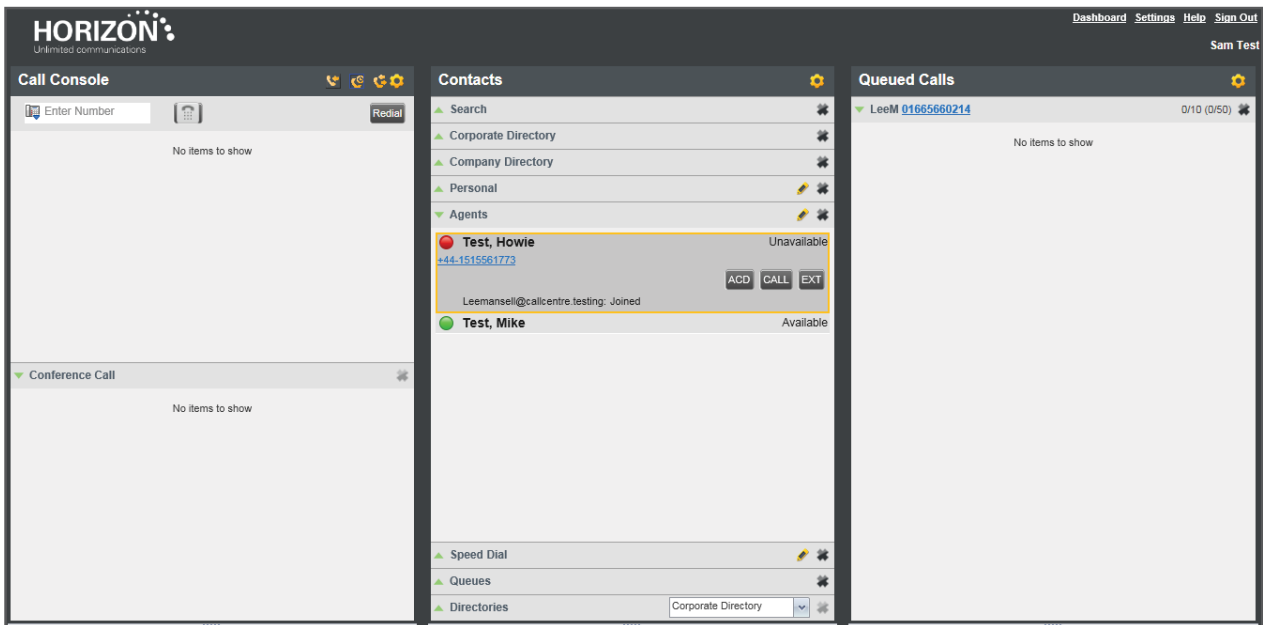 HORIZON
Unlimited communications
Dashboard Settings Help Sign Out
Sam Test
Call Console
Enter Number
Redial
No items to show
Conference Call
No items to show
Contacts
Search
Corporate Directory
Company Directory
Personal
Agents
Test, Howie Unavailable
+44-1515561773
ACD CALL EXT
Leemansell@callcentre.testing: Joined
Test, Mike Available
Speed Dial
Queues
Directories Corporate Directory
Queued Calls
LeeM 01665660214 0/10 (0/50)
No items to show